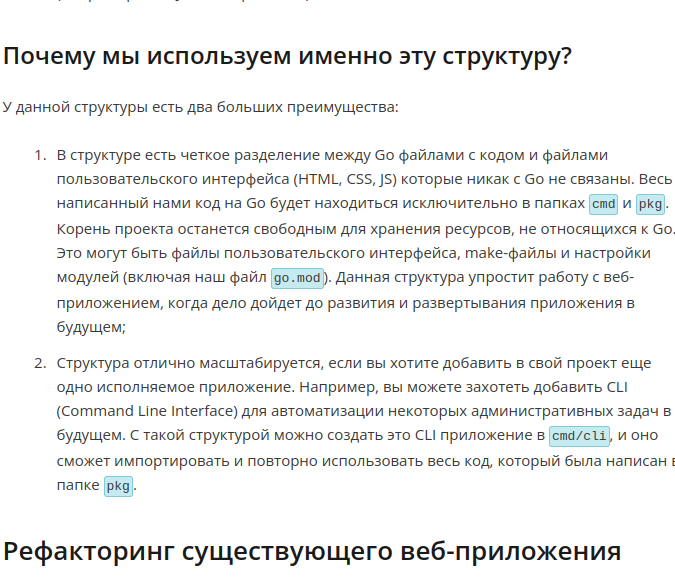 Почему мы используем именно эту структуру?
У данной структуры есть два больших преимущества:
1. В структуре есть четкое разделение между Go файлами с кодом и файлами
пользовательского интерфейса (HTML, CSS, JS) которые никак с Go не связаны. Весь
написанный нами код на Go будет находиться исключительно в папках cmd и pkg.
Корень проекта останется свободным для хранения ресурсов, не относящихся к Go.
Это могут быть файлы пользовательского интерфейса, make-файлы и настройки
модулей (включая наш файл go.mod). Данная структура упростит работу с веб-
приложением, когда дело дойдет до развития и развертывания приложения в
будущем;
2. Структура отлично масштабируется, если вы хотите добавить в свой проект еще
одно исполняемое приложение. Например, вы можете захотеть добавить CLI
(Command Line Interface) для автоматизации некоторых административных задач в
будущем. С такой структурой можно создать это CLI приложение в cmd/cli, и оно
сможет импортировать и повторно использовать весь код, который была написан в
папке pkg.
Рефакторинг существующего веб-приложения